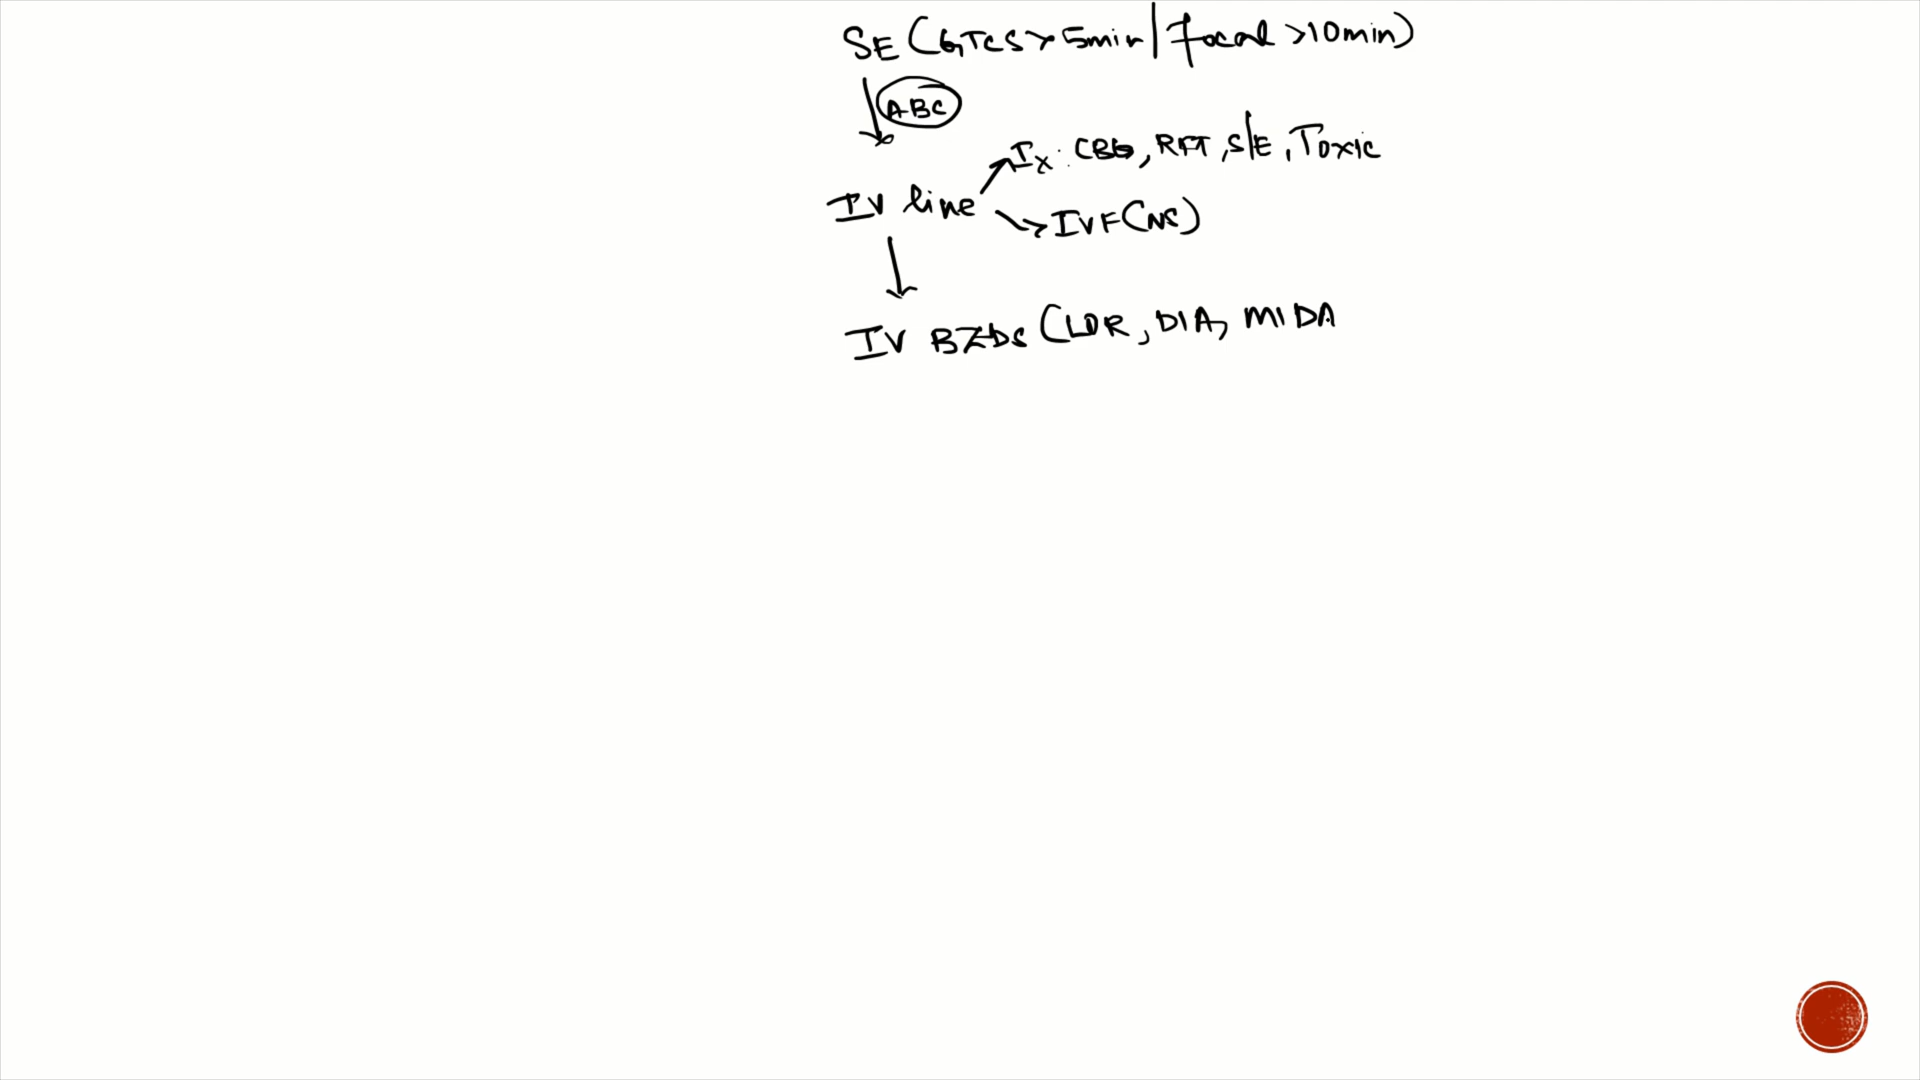 SE (GTCS > 5min | focal >10min)
ABC
Ix: CBG, RFT, S/E, Toxic
IV line
IVF (NS)
IV BZDs (LOR, DIA, MIDA